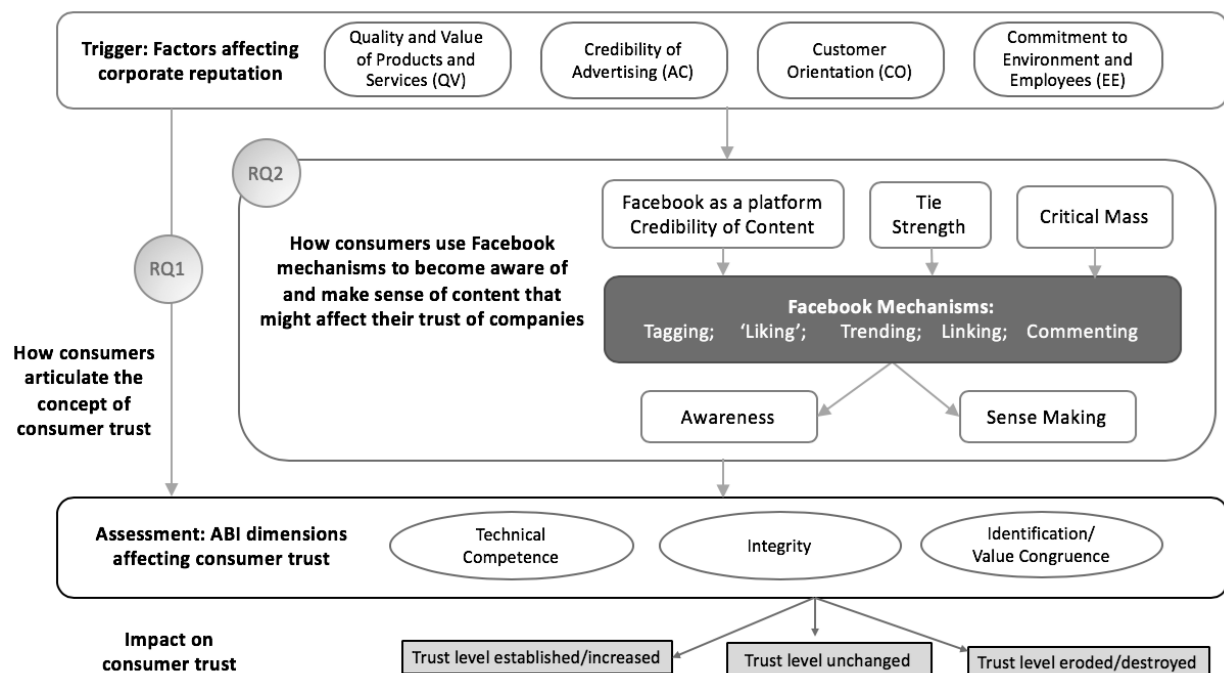 Trigger: Factors affecting
corporate reputation
Quality and Value
of Products and
Services (QV)
Credibility of
Advertising (AC)
Customer
Orientation (CO)
Commitment to
Environment and
Employees (EE)
RQ2
How consumers use Facebook
mechanisms to become aware of
and make sense of content that
might affect their trust of companies
Facebook as a platform
Credibility of Content
Tie
Strength
Critical Mass
Facebook Mechanisms:
Tagging; ‘Liking’; Trending; Linking; Commenting
Awareness
Sense Making
RQ1
How consumers
articulate the
concept of
consumer trust
Assessment: ABI dimensions
affecting consumer trust
Technical
Competence
Integrity
Identification/
Value Congruence
Impact on
consumer trust
Trust level established/increased
Trust level unchanged
Trust level eroded/destroyed